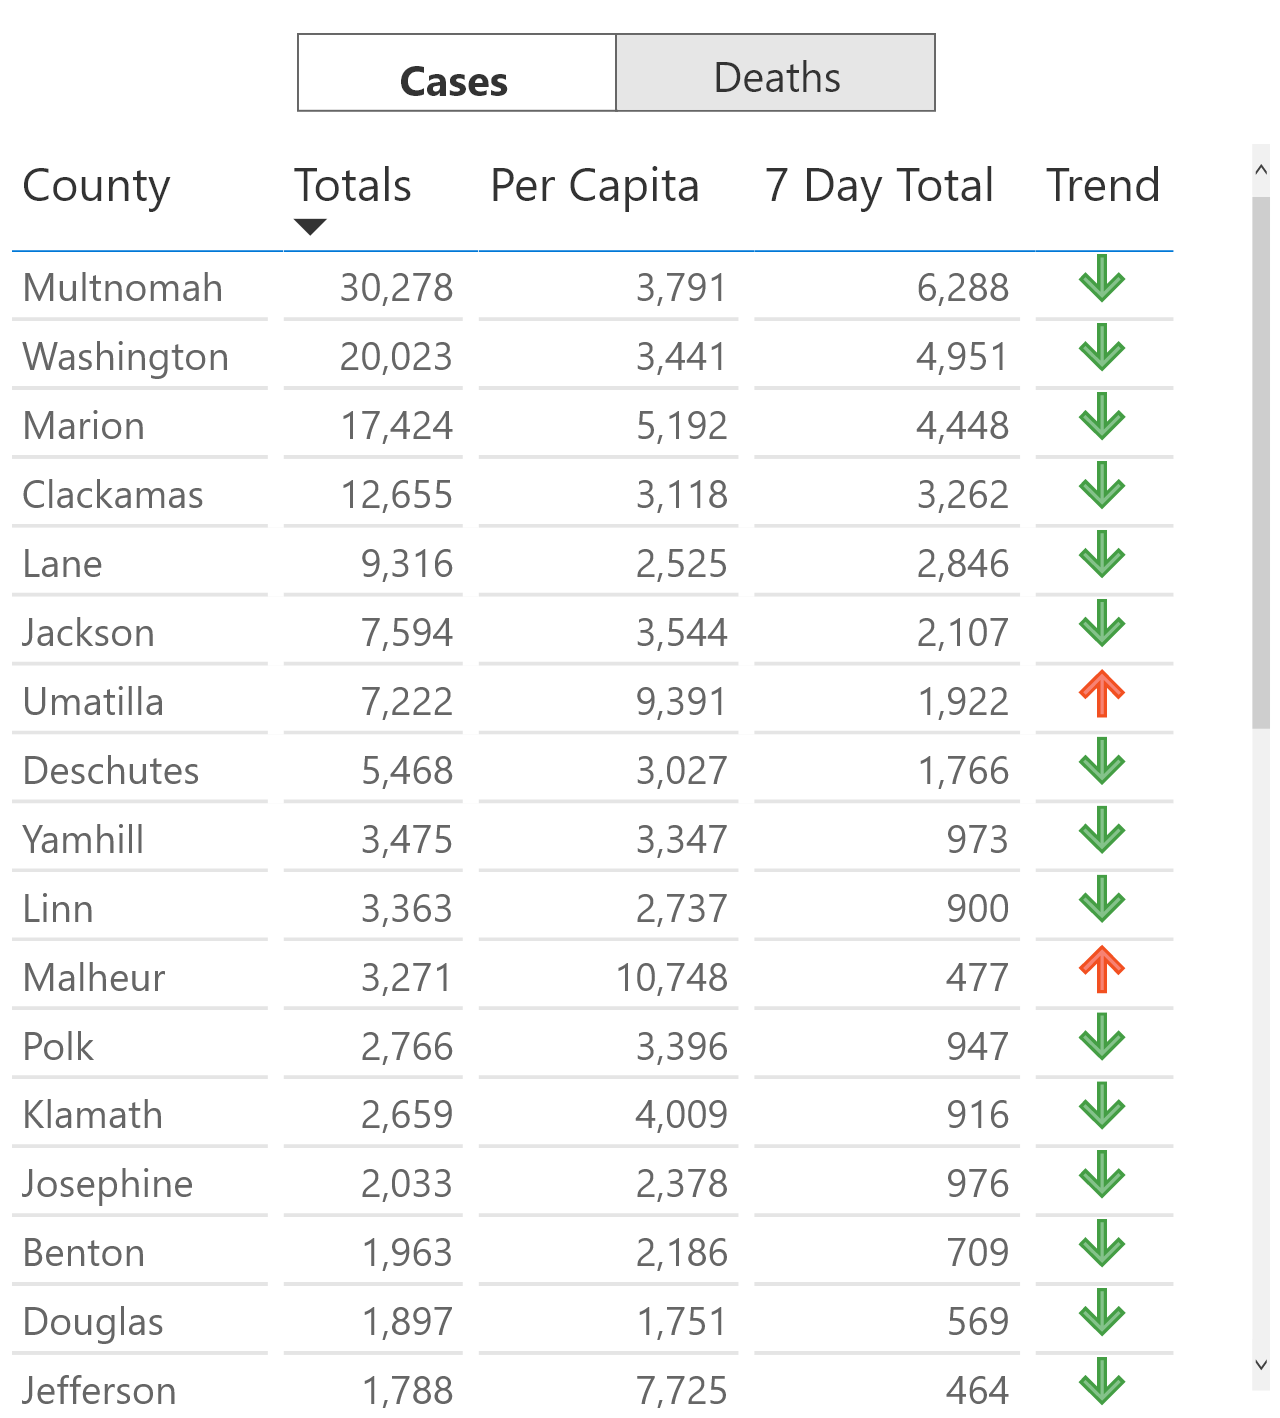 Cases Deaths
County Totals Per Capita 7 Day Total Trend
Multnomah 30,278 3,791 6,288
Washington 20,023 3,441 4,951
Marion 17,424 5,192 4,448
Clackamas 12,655 3,118 3,262
Lane 9,316 2,525 2,846
Jackson 7,594 3,544 2,107
Umatilla 7,222 9,391 1,922
Deschutes 5,468 3,027 1,766
Yamhill 3,475 3,347 973
Linn 3,363 2,737 900
Malheur 3,271 10,748 477
Polk 2,766 3,396 947
Klamath 2,659 4,009 916
Josephine 2,033 2,378 976
Benton 1,963 2,186 709
Douglas 1,897 1,751 569
Jefferson 1,788 7,725 464